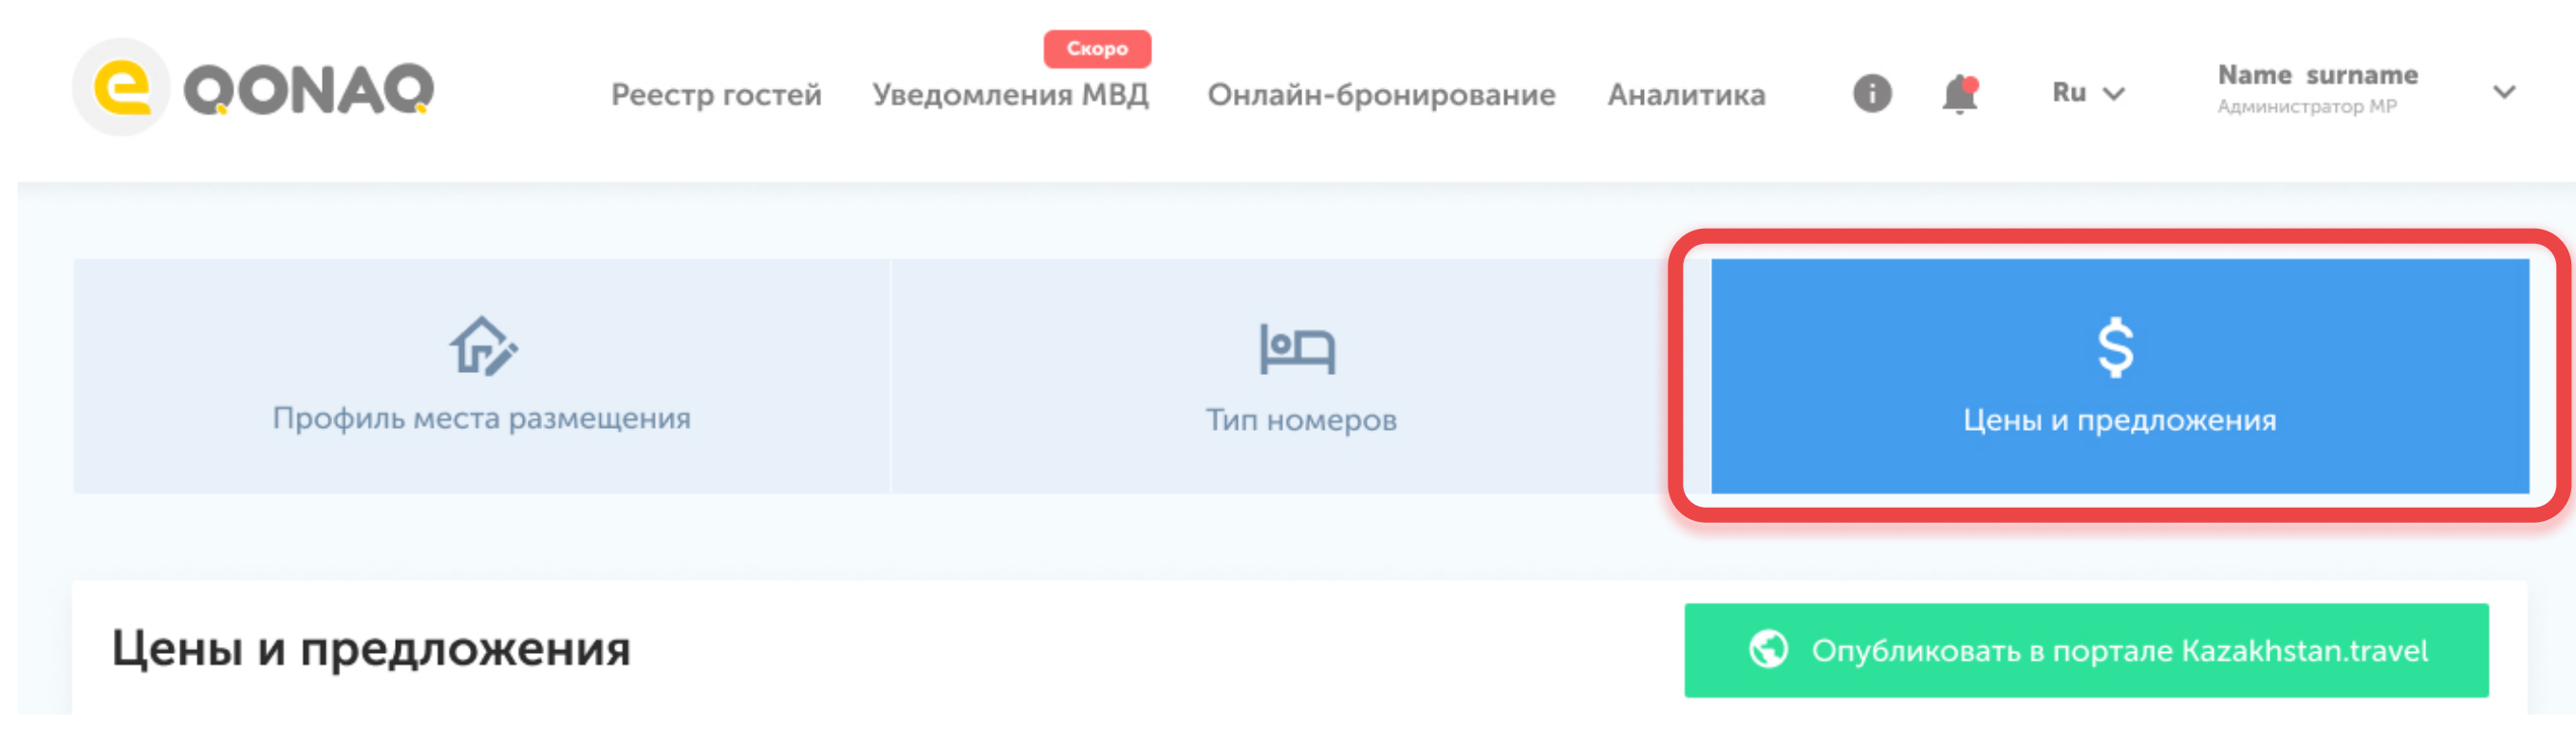 Скоро
e QONAQ Реестр гостей Уведомления МВД Онлайн-бронирование Аналитика Ru Name surname
Администратор МР
Профиль места размещения Тип номеров Цены и предложения
Цены и предложения Опубликовать в портале Kazakhstan.travel